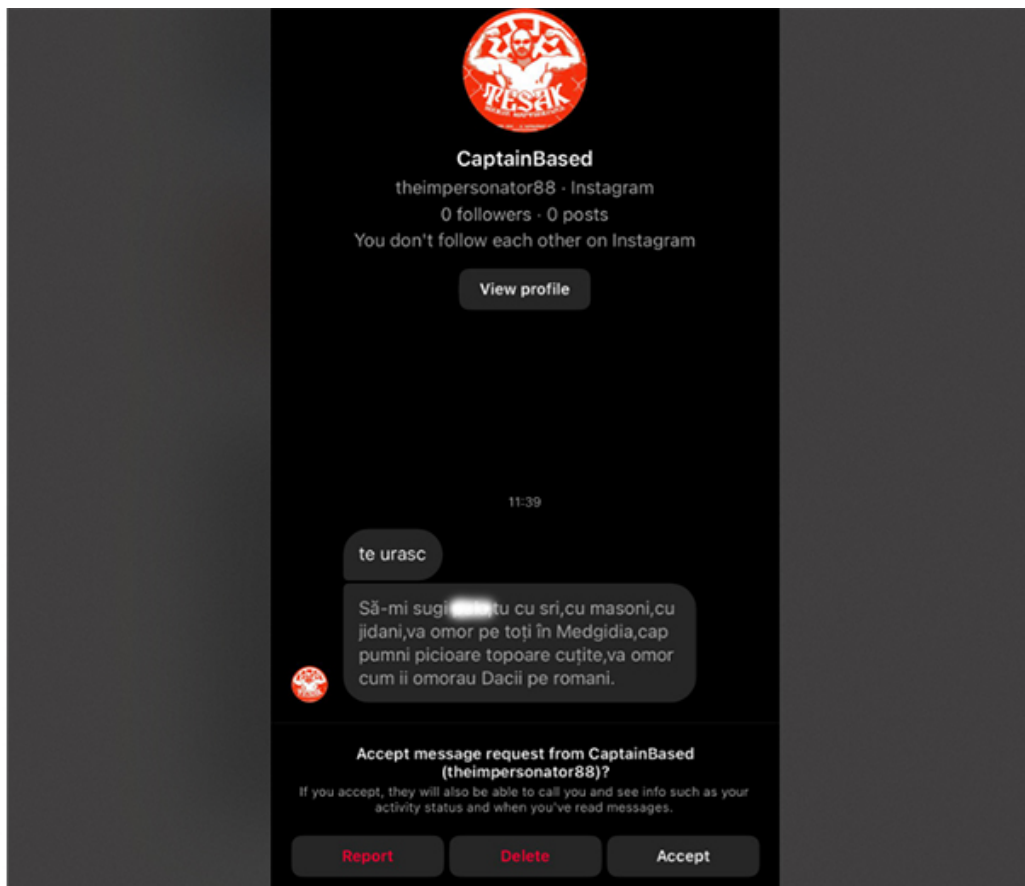 TESAK
CaptainBased
theimpersonator88 · Instagram
0 followers · 0 posts
You don't follow each other on Instagram
View profile
11:39
te urasc
Să-mi sugi tu cu sri,cu masoni,cu
jidani,va omor pe toți în Medgidia,cap
pumni picioare topoare cuțite,va omor
cum ii omorau Dacii pe romani.
Accept message request from CaptainBased
(theimpersonator88)?
If you accept, they will also be able to call you and see info such as your
activity status and when you've read messages.
Report
Delete
Accept